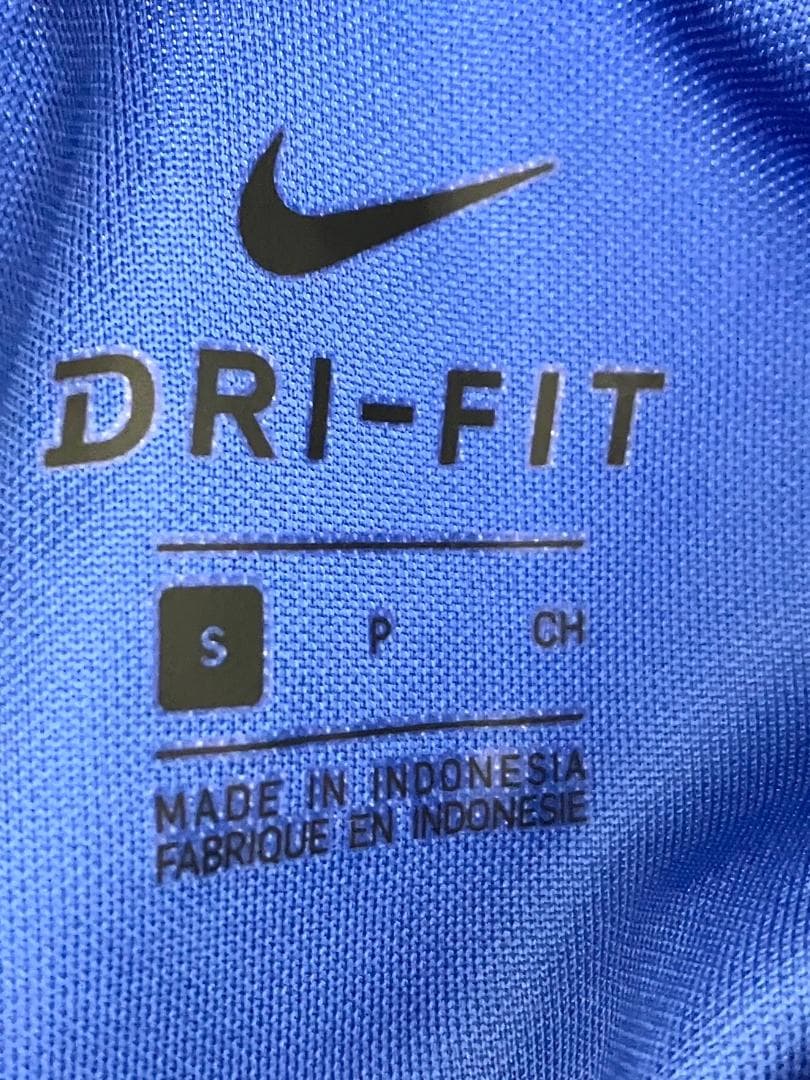 DRI-FIT
S P CH
MADE IN INDONESIA
FABRIQUE EN INDONESIE